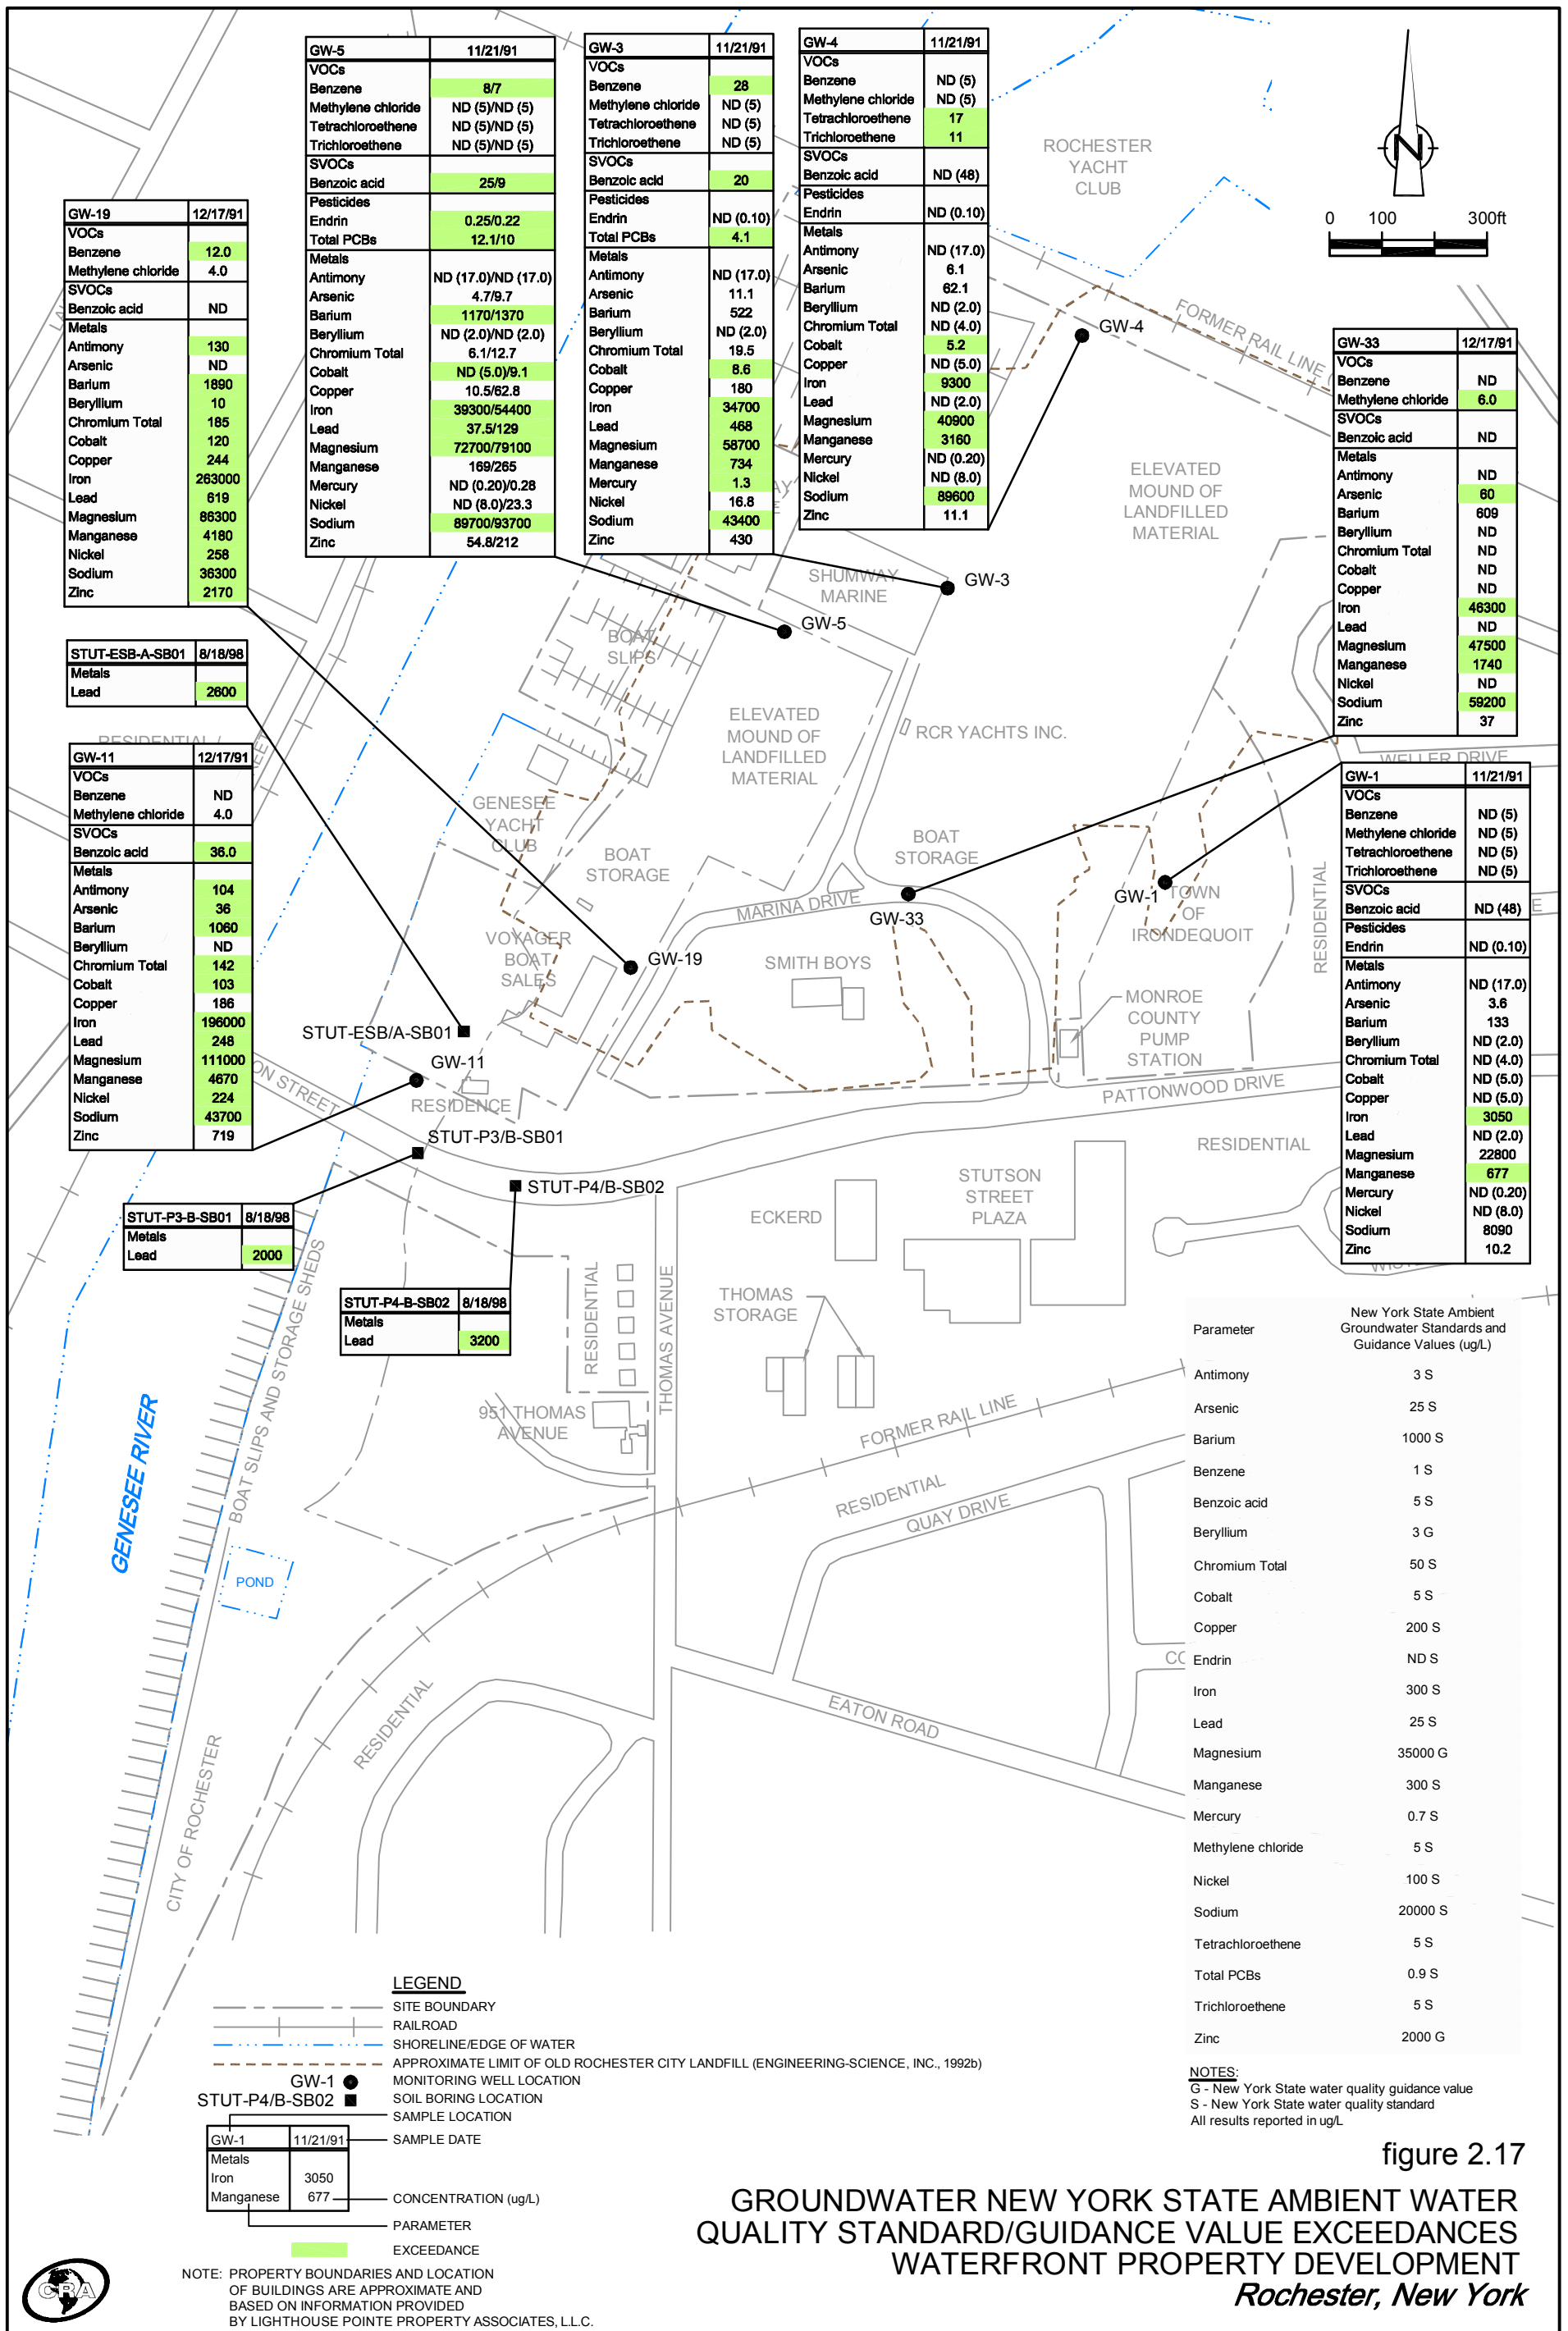 GW-5 11/21/91
VOCs
Benzene 8/7
Methylene chloride ND (5)/ND (5)
Tetrachloroethene ND (5)/ND (5)
Trichloroethene ND (5)/ND (5)
SVOCs
Benzoic acid 25/9
Pesticides
Endrin 0.25/0.22
Total PCBs 12.1/10
Metals
Antimony ND (17.0)/ND (17.0)
Arsenic 4.7/9.7
Barium 1170/1370
Beryllium ND (2.0)/ND (2.0)
Chromium Total 6.1/12.7
Cobalt ND (5.0)/9.1
Copper 10.5/62.8
Iron 39300/54400
Lead 37.5/129
Magnesium 72700/79100
Manganese 169/265
Mercury ND (0.20)/0.28
Nickel ND (8.0)/23.3
Sodium 89700/93700
Zinc 54.8/212
GW-3 11/21/91
VOCs
Benzene 28
Methylene chloride ND (5)
Tetrachloroethene ND (5)
Trichloroethene ND (5)
SVOCs
Benzoic acid 20
Pesticides
Endrin ND (0.10)
Total PCBs 4.1
Metals
Antimony ND (17.0)
Arsenic 11.1
Barium 522
Beryllium ND (2.0)
Chromium Total 19.5
Cobalt 8.6
Copper 180
Iron 34700
Lead 468
Magnesium 58700
Manganese 734
Mercury 1.3
Nickel 16.8
Sodium 43400
Zinc 430
GW-4 11/21/91
VOCs
Benzene ND (5)
Methylene chloride ND (5)
Tetrachloroethene 17
Trichloroethene 11
SVOCs
Benzoic acid ND (48)
Pesticides
Endrin ND (0.10)
Metals
Antimony ND (17.0)
Arsenic 6.1
Barium 62.1
Beryllium ND (2.0)
Chromium Total ND (4.0)
Cobalt 5.2
Copper ND (5.0)
Iron 9300
Lead ND (2.0)
Magnesium 40900
Manganese 3160
Mercury ND (0.20)
Nickel ND (8.0)
Sodium 89600
Zinc 11.1
ROCHESTER
YACHT
CLUB
N
0 100 300ft
GW-19 12/17/91
VOCs
Benzene 12.0
Methylene chloride 4.0
SVOCs
Benzoic acid ND
Metals
Antimony 130
Arsenic ND
Barium 1890
Beryllium 10
Chromium Total 185
Cobalt 120
Copper 244
Iron 263000
Lead 619
Magnesium 86300
Manganese 4180
Nickel 258
Sodium 36300
Zinc 2170
FORMER RAIL LINE
GW-4
GW-33 12/17/91
VOCs
Benzene ND
Methylene chloride 6.0
SVOCs
Benzoic acid ND
Metals
Antimony ND
Arsenic 60
Barium 609
Beryllium ND
Chromium Total ND
Cobalt ND
Copper ND
Iron 46300
Lead ND
Magnesium 47500
Manganese 1740
Nickel ND
Sodium 59200
Zinc 37
ELEVATED
MOUND OF
LANDFILLED
MATERIAL
SHUMWAY
MARINE
GW-3
GW-5
BOAT
SLIPS
STUT-ESB-A-SB01 8/18/98
Metals
Lead 2600
RESIDENTIAL /
ELEVATED
MOUND OF
LANDFILLED
MATERIAL
RCR YACHTS INC.
WELLER DRIVE
GW-11 12/17/91
VOCs
Benzene ND
Methylene chloride 4.0
SVOCs
Benzoic acid 36.0
Metals
Antimony 104
Arsenic 36
Barium 1060
Beryllium ND
Chromium Total 142
Cobalt 103
Copper 186
Iron 196000
Lead 248
Magnesium 111000
Manganese 4670
Nickel 224
Sodium 43700
Zinc 719
GENESEE
YACHT
CLUB
BOAT
STORAGE
BOAT
STORAGE
MARINA DRIVE
GW-33
GW-1
TOWN
OF
IRONDEQUOIT
RESIDENTIAL
GW-1 11/21/91
VOCs
Benzene ND (5)
Methylene chloride ND (5)
Tetrachloroethene ND (5)
Trichloroethene ND (5)
SVOCs
Benzoic acid ND (48)
Pesticides
Endrin ND (0.10)
Metals
Antimony ND (17.0)
Arsenic 3.6
Barium 133
Beryllium ND (2.0)
Chromium Total ND (4.0)
Cobalt ND (5.0)
Copper ND (5.0)
Iron 3050
Lead ND (2.0)
Magnesium 22800
Manganese 677
Mercury ND (0.20)
Nickel ND (8.0)
Sodium 8090
Zinc 10.2
VOYAGER
BOAT
SALES
GW-19
SMITH BOYS
MONROE
COUNTY
PUMP
STATION
STUT-ESB/A-SB01
GW-11
ON STREET
RESIDENCE
PATTONWOOD DRIVE
STUT-P3/B-SB01
RESIDENTIAL
STUT-P4/B-SB02
STUTSON
STREET
PLAZA
ECKERD
STUT-P3-B-SB01 8/18/98
Metals
Lead 2000
STUT-P4-B-SB02 8/18/98
Metals
Lead 3200
RESIDENTIAL
THOMAS AVENUE
THOMAS
STORAGE
BOAT SLIPS AND STORAGE SHEDS
GENESEE RIVER
951 THOMAS
AVENUE
FORMER RAIL LINE
RESIDENTIAL
QUAY DRIVE
POND
RESIDENTIAL
EATON ROAD
CITY OF ROCHESTER
Parameter New York State Ambient
Groundwater Standards and
Guidance Values (ug/L)
Antimony 3 S
Arsenic 25 S
Barium 1000 S
Benzene 1 S
Benzoic acid 5 S
Beryllium 3 G
Chromium Total 50 S
Cobalt 5 S
Copper 200 S
Endrin ND S
Iron 300 S
Lead 25 S
Magnesium 35000 G
Manganese 300 S
Mercury 0.7 S
Methylene chloride 5 S
Nickel 100 S
Sodium 20000 S
Tetrachloroethene 5 S
Total PCBs 0.9 S
Trichloroethene 5 S
Zinc 2000 G
NOTES:
G - New York State water quality guidance value
S - New York State water quality standard
All results reported in ug/L
LEGEND
SITE BOUNDARY
RAILROAD
SHORELINE/EDGE OF WATER
APPROXIMATE LIMIT OF OLD ROCHESTER CITY LANDFILL (ENGINEERING-SCIENCE, INC., 1992b)
GW-1 MONITORING WELL LOCATION
STUT-P4/B-SB02 SOIL BORING LOCATION
SAMPLE LOCATION
GW-1 11/21/91 SAMPLE DATE
Metals
Iron 3050
Manganese 677 CONCENTRATION (ug/L)
PARAMETER
EXCEEDANCE
NOTE: PROPERTY BOUNDARIES AND LOCATION
OF BUILDINGS ARE APPROXIMATE AND
BASED ON INFORMATION PROVIDED
BY LIGHTHOUSE POINTE PROPERTY ASSOCIATES, L.L.C.
CRA
figure 2.17
GROUNDWATER NEW YORK STATE AMBIENT WATER
QUALITY STANDARD/GUIDANCE VALUE EXCEEDANCES
WATERFRONT PROPERTY DEVELOPMENT
Rochester, New York